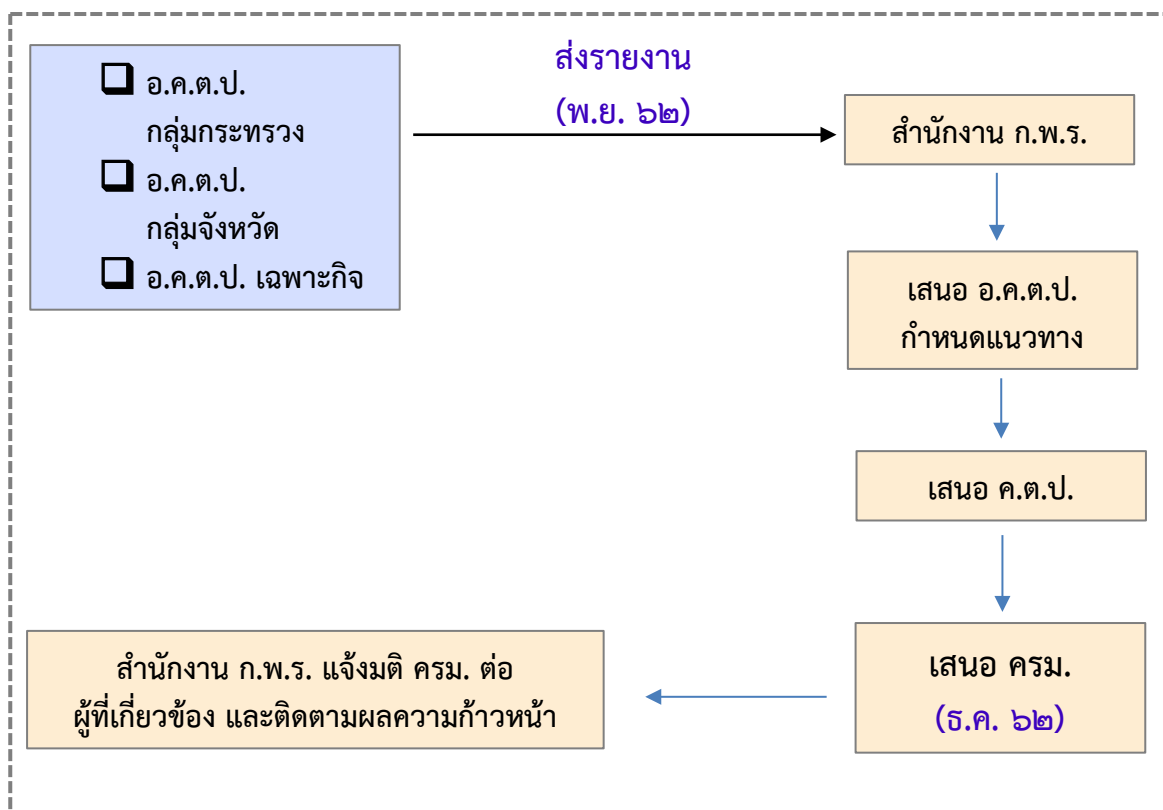 ❑ อ.ค.ต.ป.
กลุ่มกระทรวง
❑ อ.ค.ต.ป.
กลุ่มจังหวัด
❑ อ.ค.ต.ป. เฉพาะกิจ
ส่งรายงาน
(พ.ย. ๖๒)
สำนักงาน ก.พ.ร.
เสนอ อ.ค.ต.ป.
กำหนดแนวทาง
เสนอ ค.ต.ป.
เสนอ ครม.
(ธ.ค. ๖๒)
สำนักงาน ก.พ.ร. แจ้งมติ ครม. ต่อ
ผู้ที่เกี่ยวข้อง และติดตามผลความก้าวหน้า